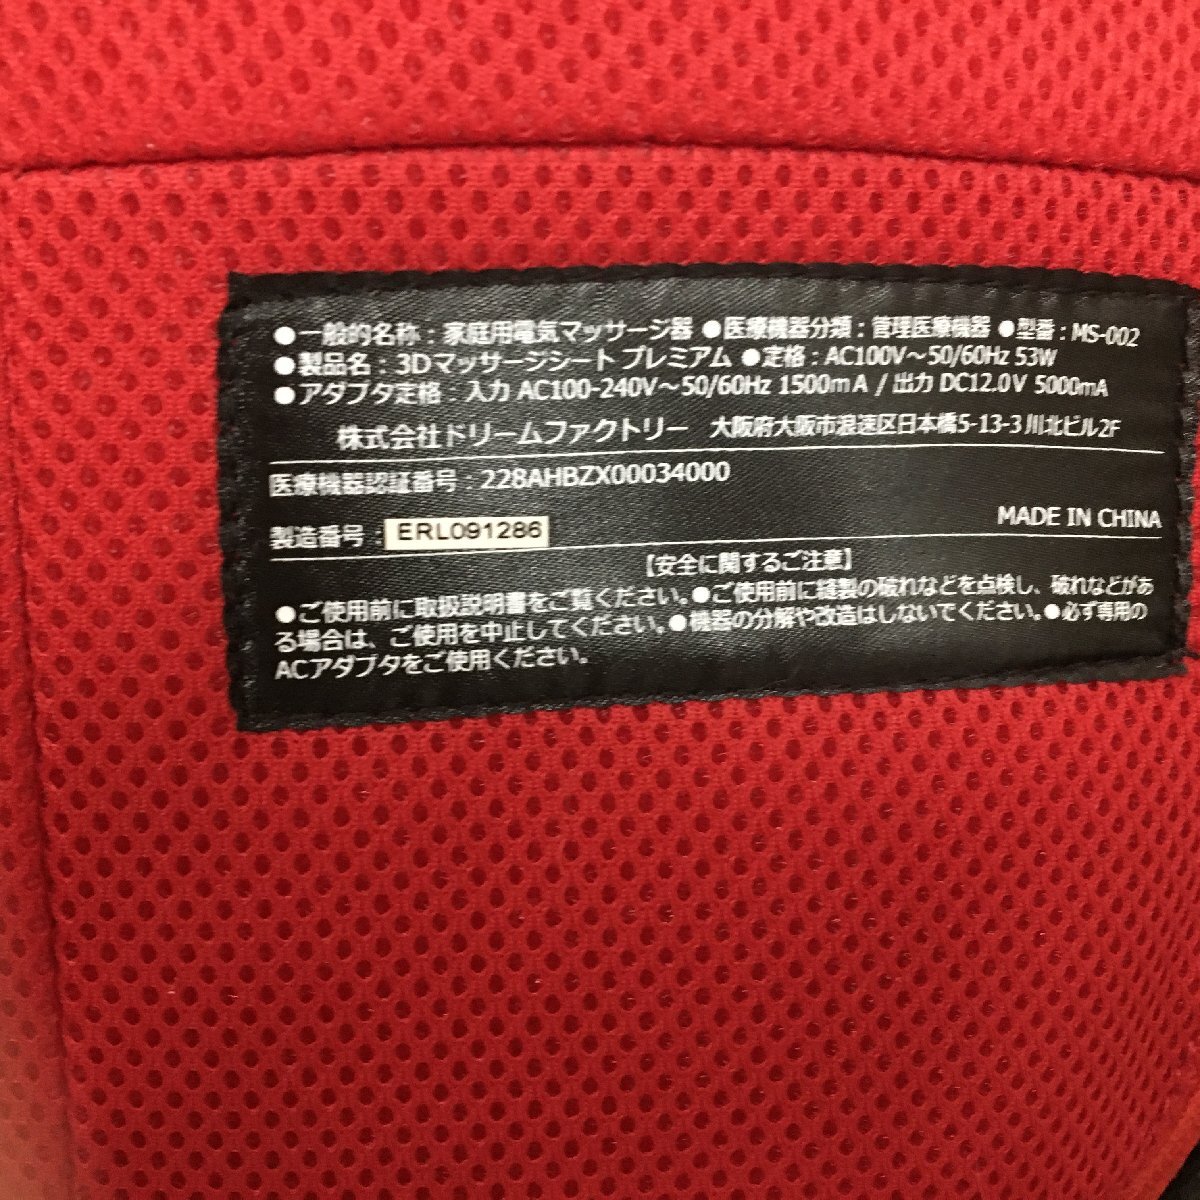 ●一般的名称：家庭用電気マッサージ器 ●医療機器分類：管理医療機器 ●型番：MS-002
●製品名：3Dマッサージシート プレミアム ●定格：AC100V～50/60Hz 53W
●アダプタ定格：入力 AC100-240V～50/60Hz 1500mA / 出力 DC12.0V 5000mA
株式会社ドリームファクトリー 大阪府大阪市浪速区日本橋5-13-3川北ビル2F
医療機器認証番号：228AHBZX00034000
製造番号：ERL091286
MADE IN CHINA
【安全に関するご注意】
●ご使用前に取扱説明書をご覧ください。●ご使用前に縫製の破れなどを点検し、破れなどがあ
る場合は、ご使用を中止してください。●機器の分解や改造はしないでください。●必ず専用の
ACアダプタをご使用ください。